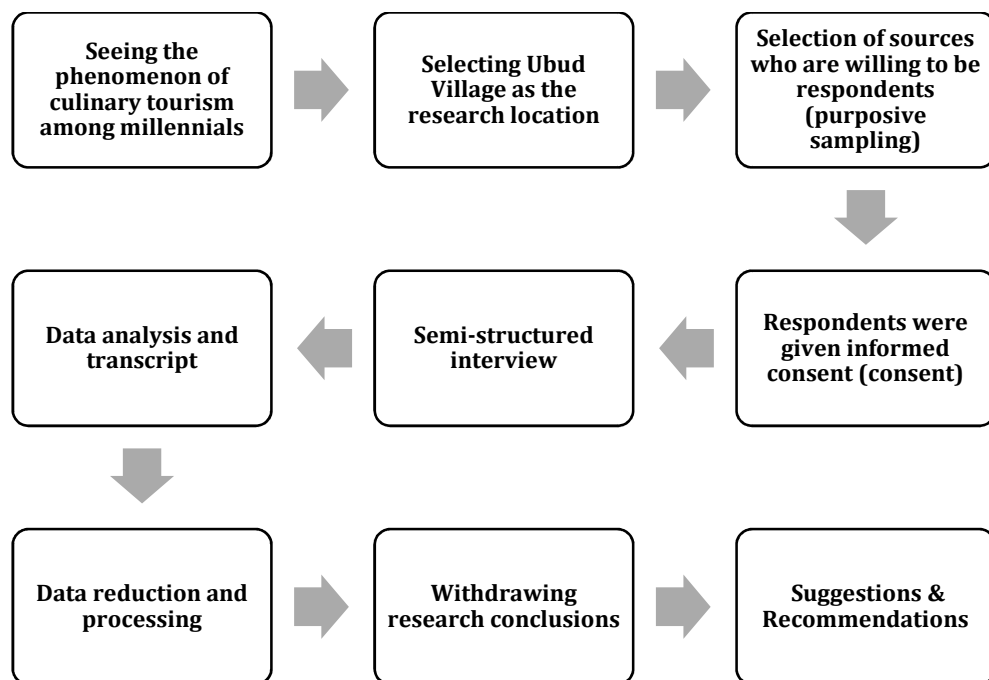 Seeing the
phenomenon of
culinary tourism
among millennials
Selecting Ubud
Village as the
research location
Selection of sources
who are willing to be
respondents
(purposive
sampling)
Respondents were
given informed
consent (consent)
Semi-structured
interview
Data analysis and
transcript
Data reduction and
processing
Withdrawing
research conclusions
Suggestions &
Recommendations